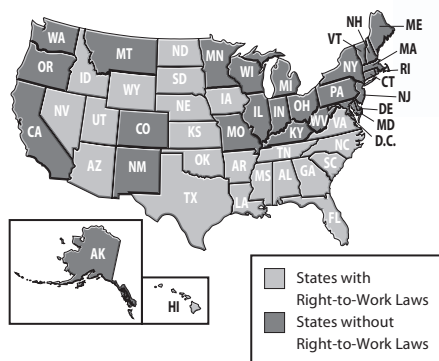 NH
ME
VT
WA
MT
ND
MN
MA
OR
ID
SD
WI
MI
NY
RI
WY
CT
IA
PA
NJ
NE
OH
NV
IL
IN
DE
UT
WV
MD
CA
CO
VA
KS
MO
KY
D.C.
NC
TN
AZ
NM
OK
AR
SC
MS
AL
GA
TX
LA
FL
AK
HI
States with
Right-to-Work Laws
States without
Right-to-Work Laws